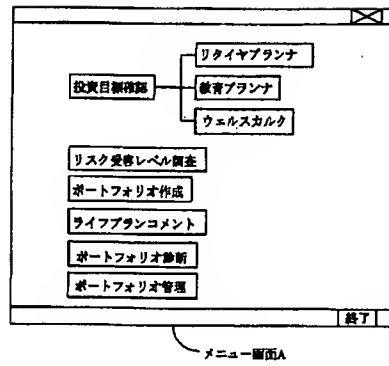 リタイヤプランナ
投資目標確認
教育プランナ
ウェルスカルク
リスク受容レベル調査
ポートフォリオ作成
ライフプランコメント
ポートフォリオ診断
ポートフォリオ管理
終了
メニュー画面A